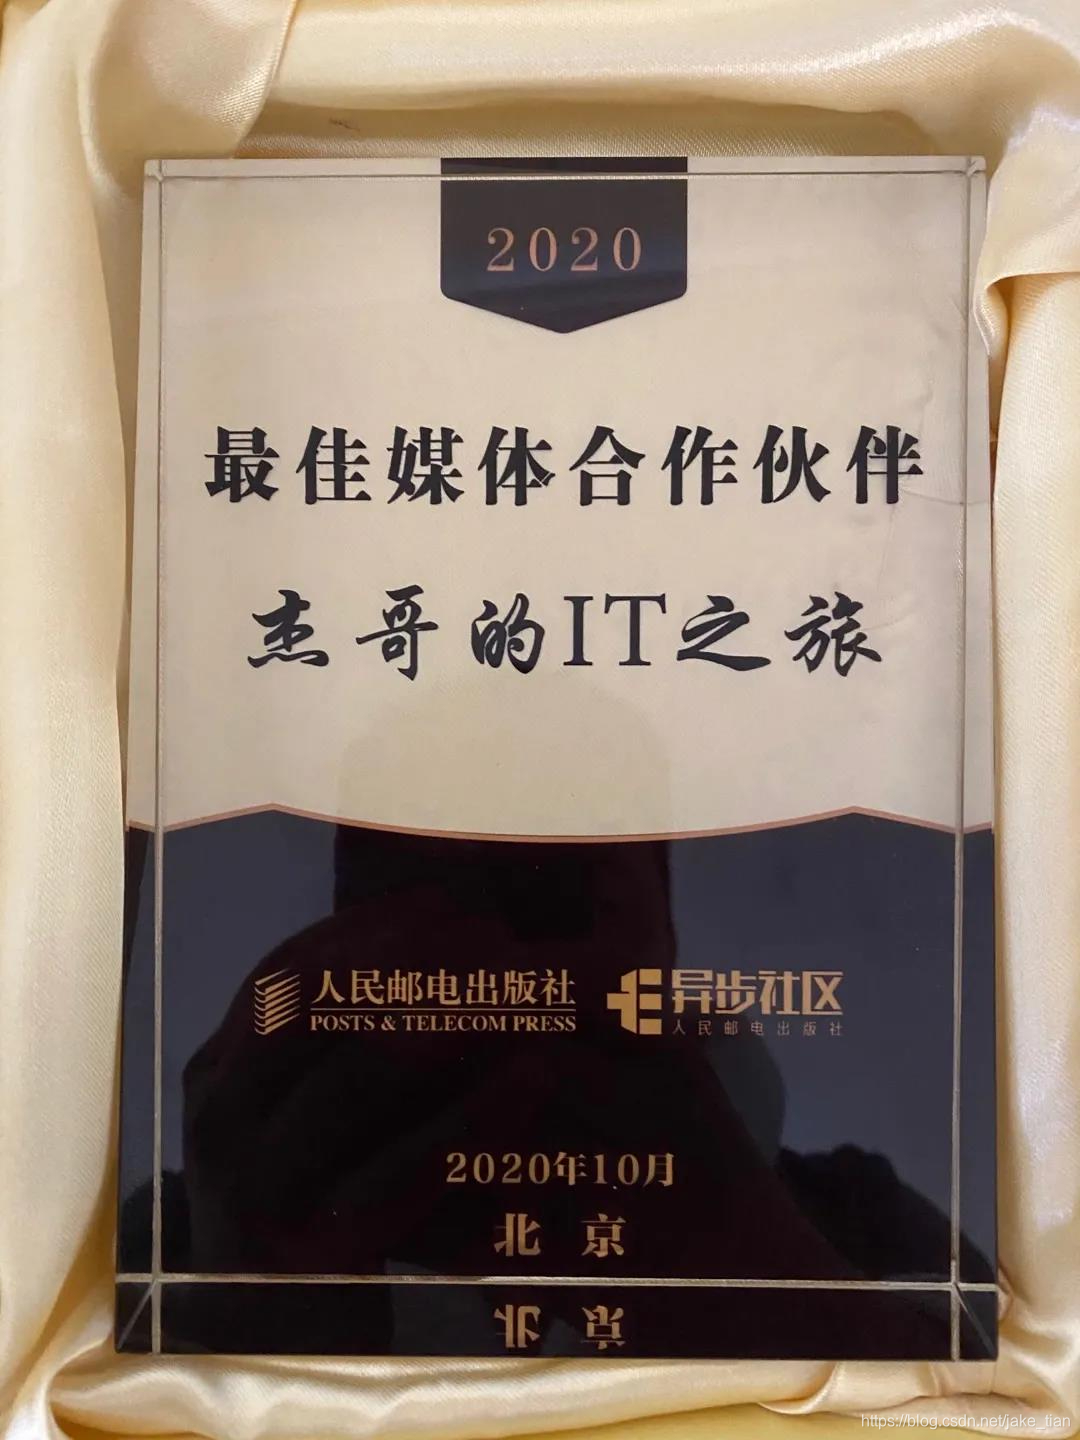 2020
最佳媒体合作伙伴
杰哥的IT之旅
人民邮电出版社
POSTS & TELECOM PRESS
异步社区
人民邮电出版社
2020年10月
北京
北京
https://blog.csdn.net/jake_tian